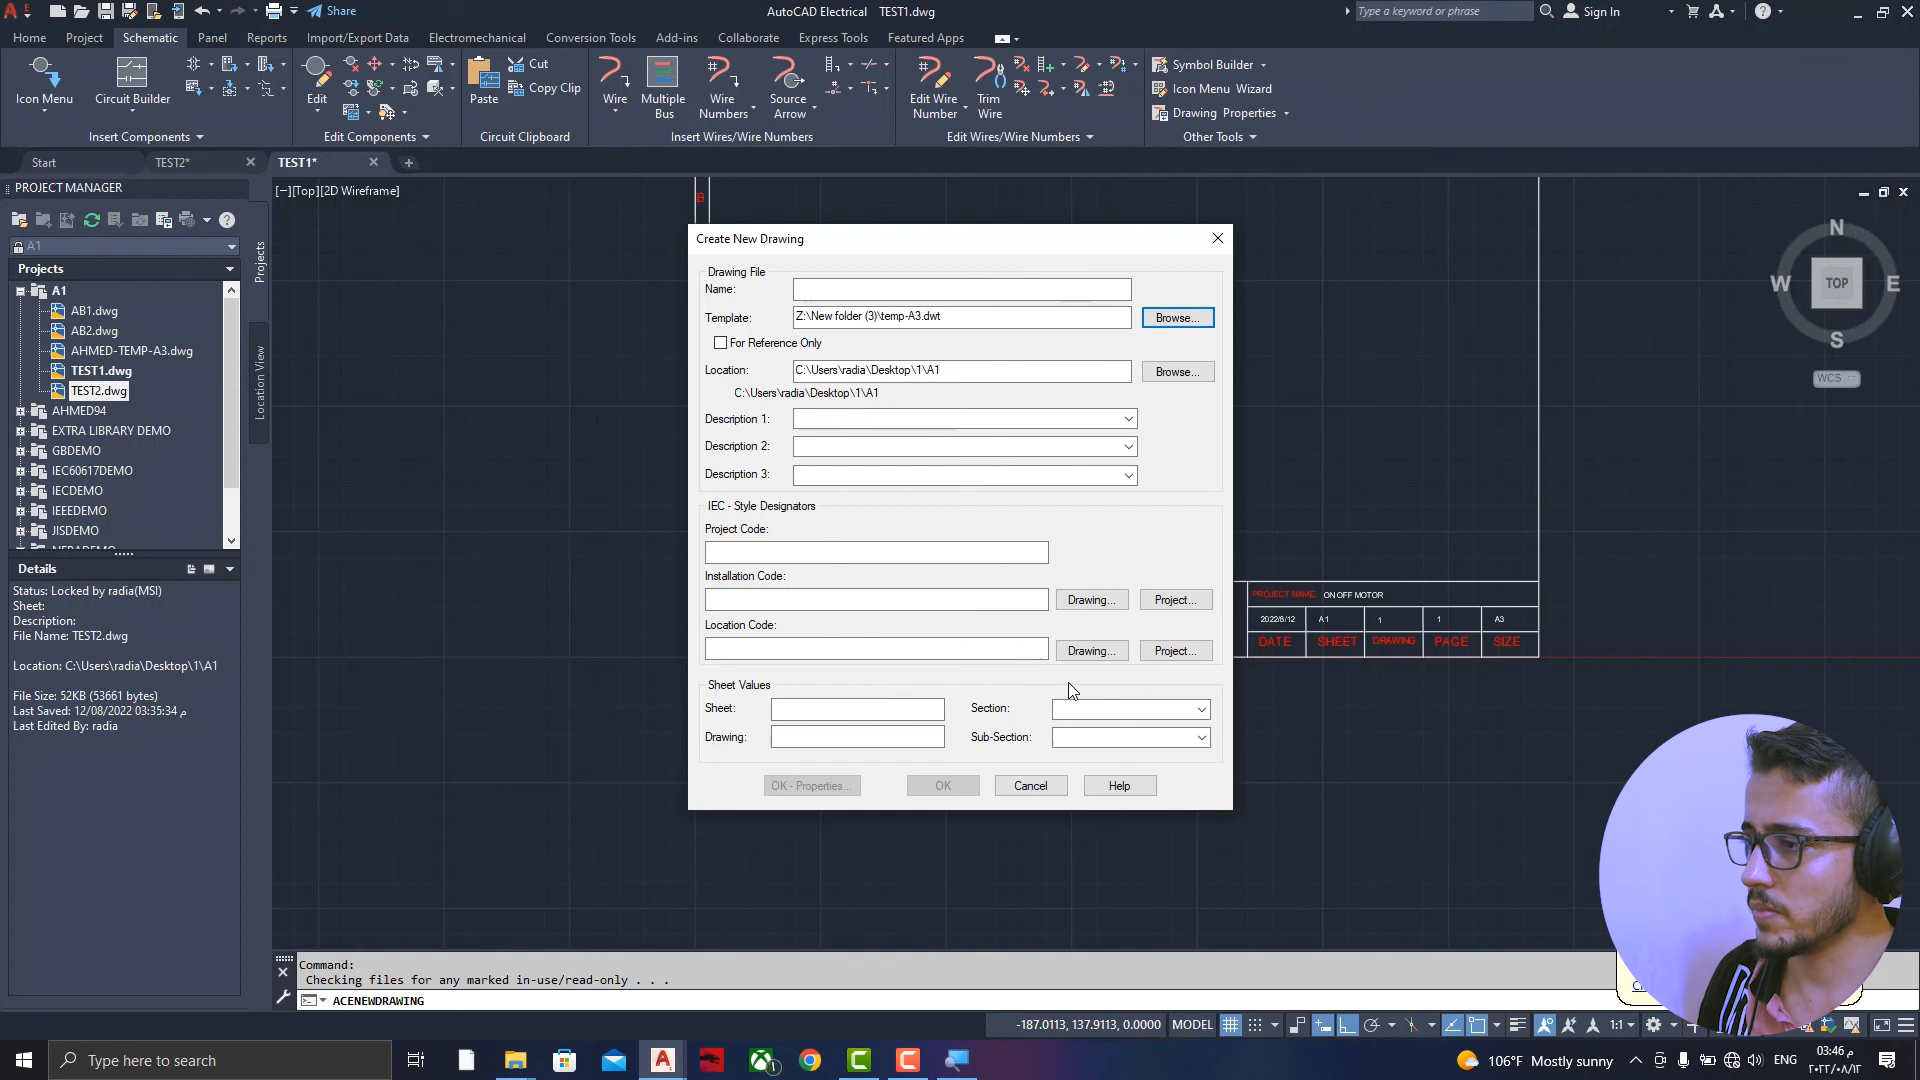 Share
AutoCAD Electrical TEST1.dwg
Type a keyword or phrase
Sign In
Home Project Schematic Panel Reports Import/Export Data Electromechanical Conversion Tools Add-ins Collaborate Express Tools Featured Apps
Icon Menu
Circuit Builder
Edit
Paste
Cut
Copy Clip
Wire
Multiple Bus
Wire Numbers
Source Arrow
Edit Wire Number
Trim Wire
Symbol Builder
Icon Menu Wizard
Drawing Properties
Insert Components Edit Components Circuit Clipboard Insert Wires/Wire Numbers Edit Wires/Wire Numbers Other Tools
Start TEST2* TEST1*
PROJECT MANAGER
[−][Top][2D Wireframe]
B
A1
Projects
Projects
Location View
A1
AB1.dwg
AB2.dwg
AHMED-TEMP-A3.dwg
TEST1.dwg
TEST2.dwg
AHMED94
EXTRA LIBRARY DEMO
GBDEMO
IEC60617DEMO
IECDEMO
IEEEDEMO
JISDEMO
Details
Status: Locked by radia(MSI)
Sheet:
Description:
File Name: TEST2.dwg
Location: C:\Users\radia\Desktop\1\A1
File Size: 52KB (53661 bytes)
Last Saved: 12/08/2022 03:35:34 م
Last Edited By: radia
Create New Drawing
Drawing File
Name:
Template: Z:\New folder (3)\temp-A3.dwt Browse...
For Reference Only
Location: C:\Users\radia\Desktop\1\A1 Browse...
C:\Users\radia\Desktop\1\A1
Description 1:
Description 2:
Description 3:
IEC - Style Designators
Project Code:
Installation Code:
Drawing... Project...
Location Code:
Drawing... Project...
Sheet Values
Sheet: Section:
Drawing: Sub-Section:
OK - Properties... OK Cancel Help
N
W TOP E
S
WCS
PROJECT NAME: ON OFF MOTOR
2022/8/12 A1 1 1 A3
DATE SHEET DRAWING PAGE SIZE
Command:
Checking files for any marked in-use/read-only . . .
ACENEWDRAWING
-187.0113, 137.9113, 0.0000 MODEL 1:1
Type here to search
106°F Mostly sunny
ENG
03:46 م
٢٠٢٢/٠٨/١٢